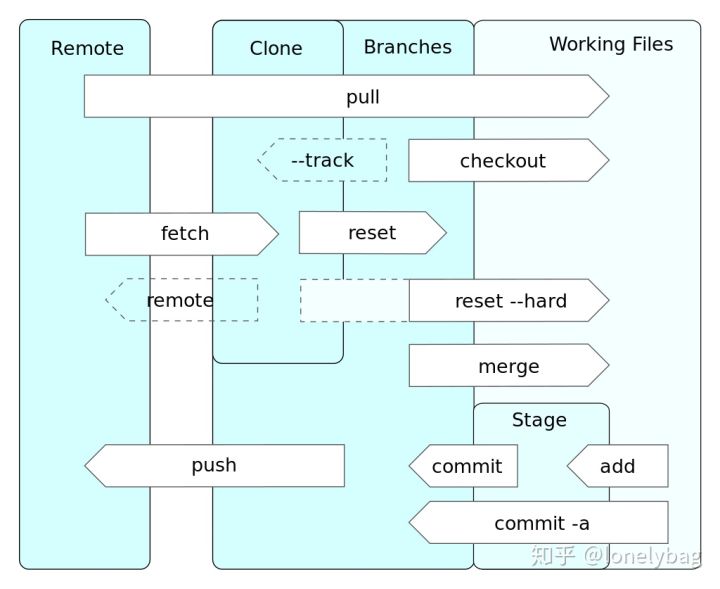 Remote
Clone
Branches
Working Files
pull
--track
checkout
fetch
reset
remote
reset --hard
merge
Stage
push
commit
add
commit -a
知乎 @lonelybag